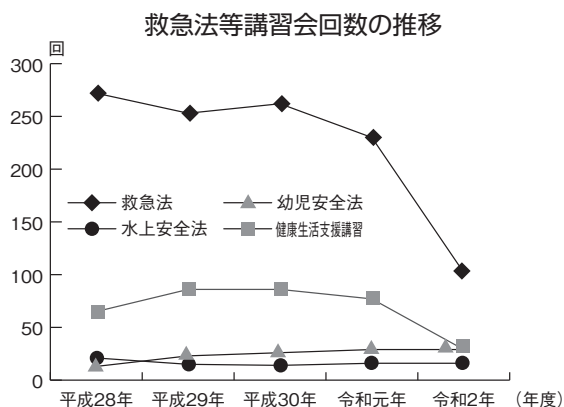 救急法等講習会回数の推移
回
300
250
200
150
100
50
0
救急法
幼児安全法
水上安全法
健康生活支援講習
平成28年 平成29年 平成30年 令和元年 令和2年 (年度)